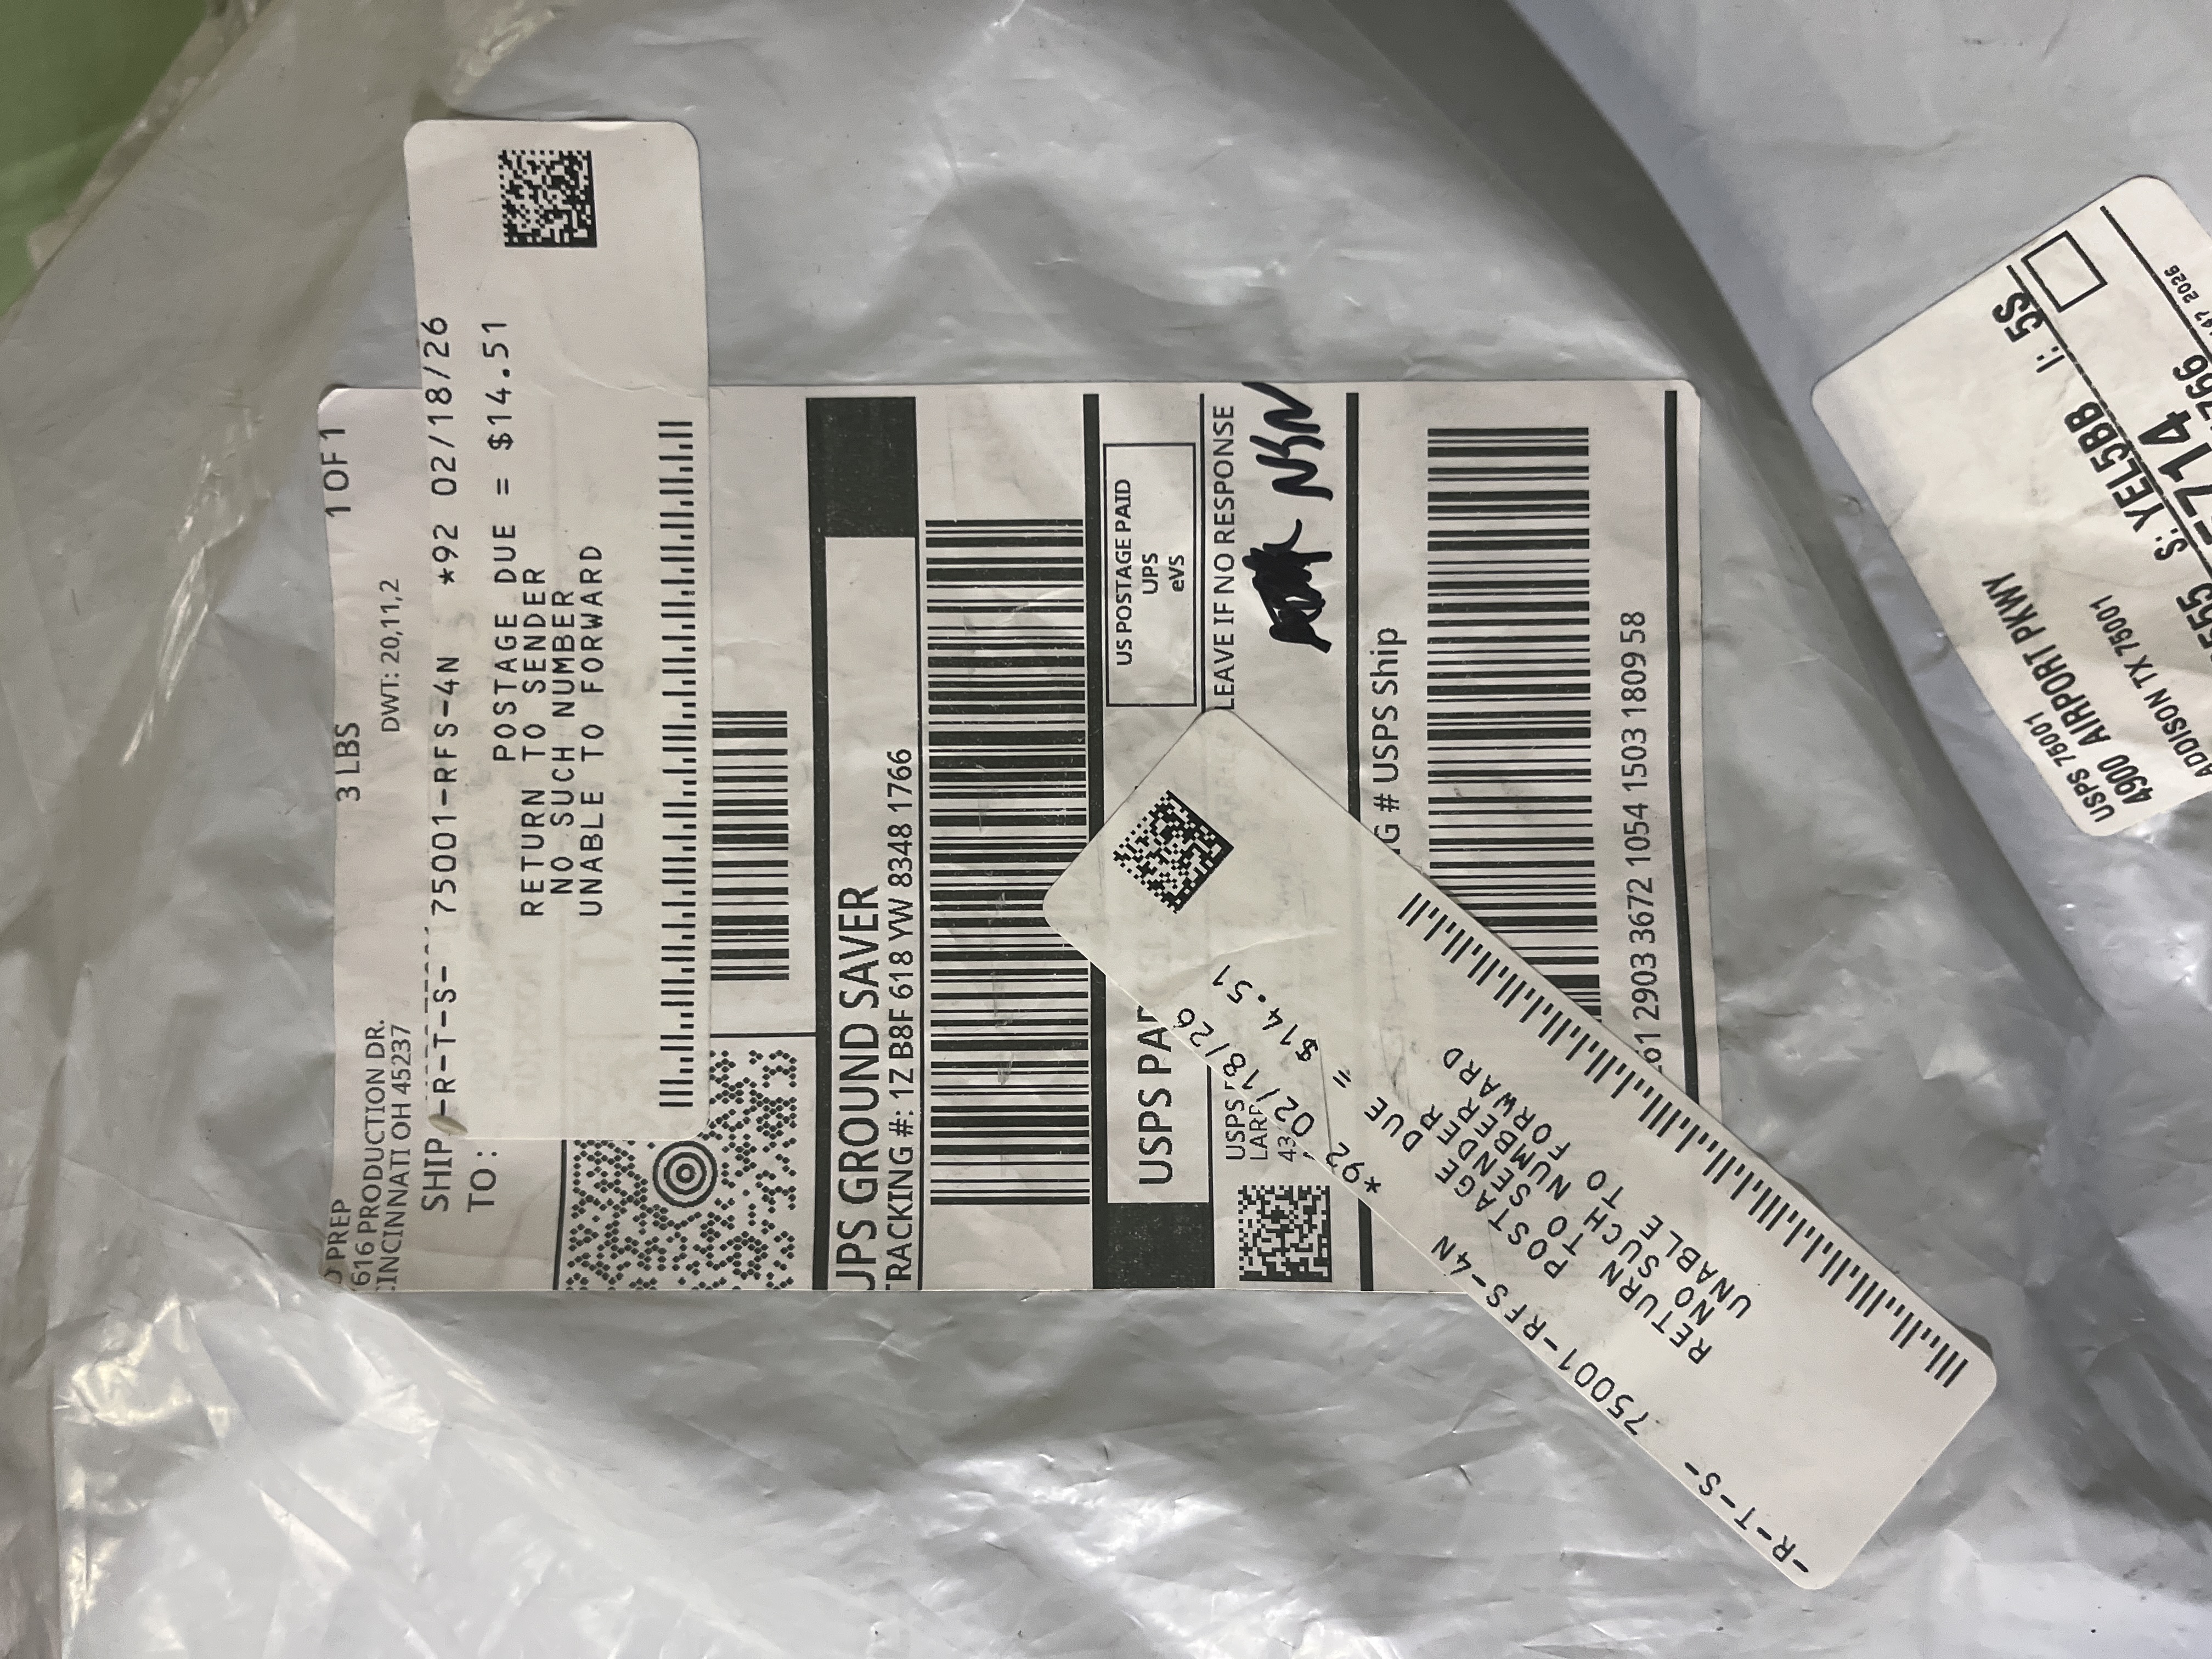 PREP
616 PRODUCTION DR.
CINCINNATI OH 45237
3 LBS
1 OF 1
DWT: 20,11,2
SHIP
TO:
-R-T-S- 75001-RFS-4N *92 02/18/26
POSTAGE DUE = $14.51
RETURN TO SENDER
NO SUCH NUMBER
UNABLE TO FORWARD
UPS GROUND SAVER
TRACKING #: 1Z B8F 618 YW 8348 1766
USPS
US POSTAGE PAID
UPS
eVS
USPS
LEAVE IF NO RESPONSE
NSN
# USPS Ship
2903 3672 1054 1503 1809 58
-R-T-S- 75001-RFS-4N *92 02/18/26
POSTAGE DUE = $14.51
RETURN TO SENDER
NO SUCH NUMBER
UNABLE TO FORWARD
USPS 75001
4900 AIRPORT PKWY
ADDISON TX 75001
S: YEL5BB I: 5S
714
2026